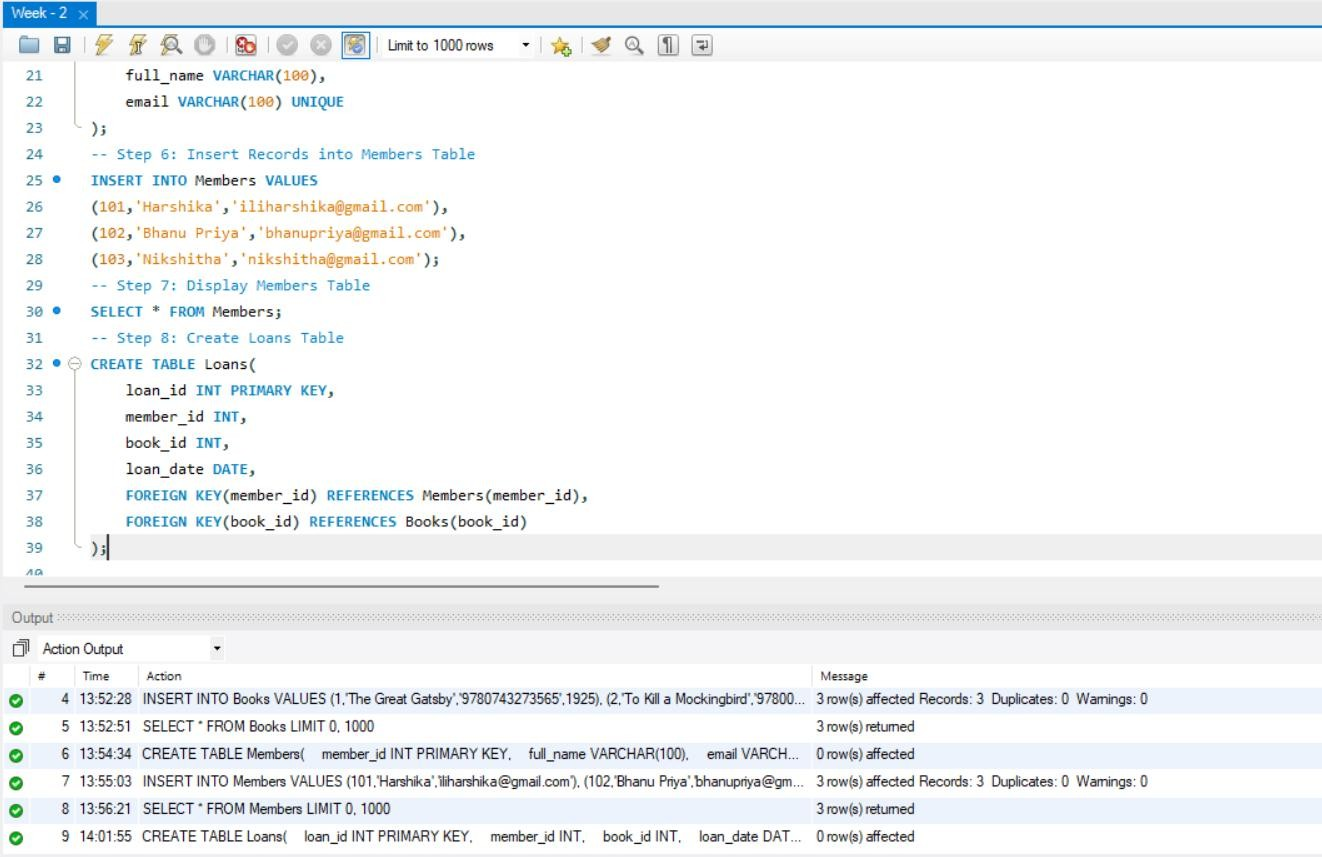 Week - 2
Limit to 1000 rows
21 full_name VARCHAR(100),
22 email VARCHAR(100) UNIQUE
23 );
24 -- Step 6: Insert Records into Members Table
25 INSERT INTO Members VALUES
26 (101,'Harshika','iliharshika@gmail.com'),
27 (102,'Bhanu Priya','bhanupriya@gmail.com'),
28 (103,'Nikshitha','nikshitha@gmail.com');
29 -- Step 7: Display Members Table
30 SELECT * FROM Members;
31 -- Step 8: Create Loans Table
32 CREATE TABLE Loans(
33 loan_id INT PRIMARY KEY,
34 member_id INT,
35 book_id INT,
36 loan_date DATE,
37 FOREIGN KEY(member_id) REFERENCES Members(member_id),
38 FOREIGN KEY(book_id) REFERENCES Books(book_id)
39 );
40
Output
Action Output
# Time Action Message
4 13:52:28 INSERT INTO Books VALUES (1,'The Great Gatsby','9780743273565',1925), (2,'To Kill a Mockingbird','97800... 3 row(s) affected Records: 3 Duplicates: 0 Warnings: 0
5 13:52:51 SELECT * FROM Books LIMIT 0, 1000 3 row(s) returned
6 13:54:34 CREATE TABLE Members( member_id INT PRIMARY KEY, full_name VARCHAR(100), email VARCH... 0 row(s) affected
7 13:55:03 INSERT INTO Members VALUES (101,'Harshika','iliharshika@gmail.com'), (102,'Bhanu Priya','bhanupriya@gm... 3 row(s) affected Records: 3 Duplicates: 0 Warnings: 0
8 13:56:21 SELECT * FROM Members LIMIT 0, 1000 3 row(s) returned
9 14:01:55 CREATE TABLE Loans( loan_id INT PRIMARY KEY, member_id INT, book_id INT, loan_date DAT... 0 row(s) affected